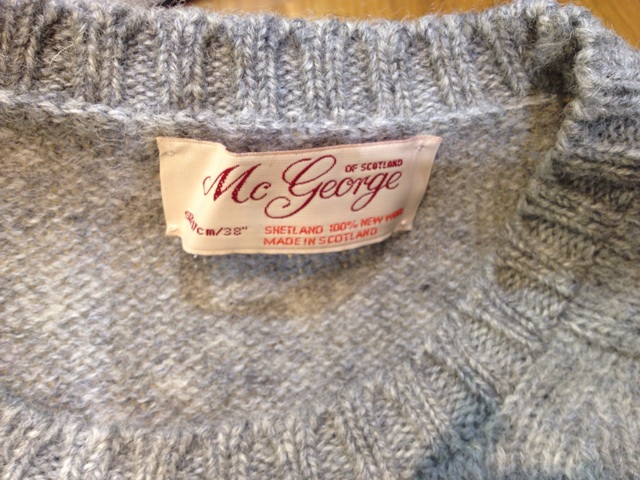 Mc George
OF SCOTLAND
cm/38"
SHETLAND 100% NEW WOOL
MADE IN SCOTLAND